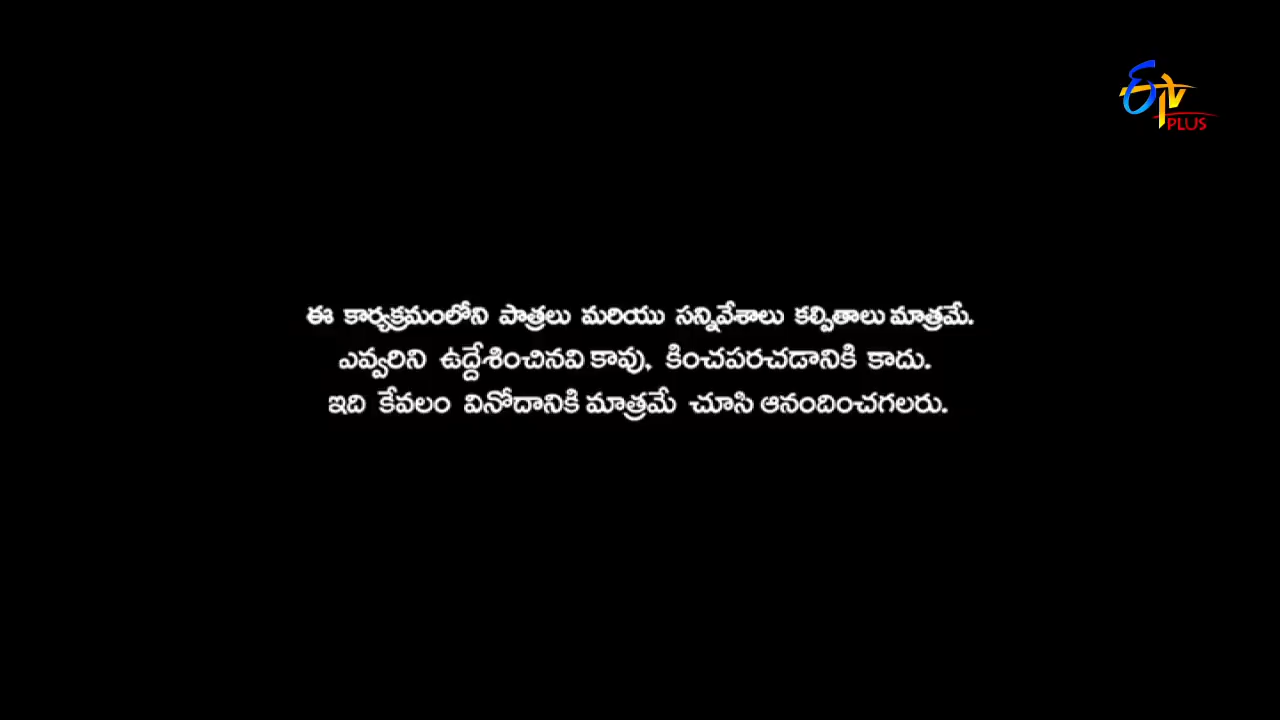 ETV
PLUS
ఈ కార్యక్రమంలోని పాత్రలు మరియు సన్నివేశాలు కల్పితాలు మాత్రమే.
ఎవ్వరిని ఉద్దేశించినవి కావు, కించపరచడానికి కాదు.
ఇది కేవలం వినోదానికి మాత్రమే చూసి ఆనందించగలరు.